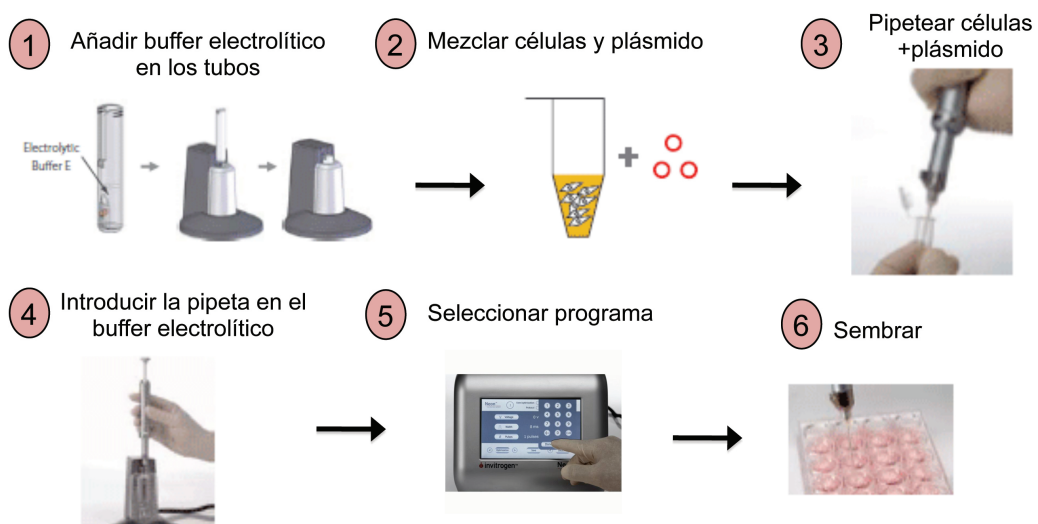 1
Añadir buffer electrolítico
en los tubos
2
Mezclar células y plásmido
3
Pipetear células
+plásmido
Electrolytic
Buffer E
4
Introducir la pipeta en el
buffer electrolítico
5
Seleccionar programa
6
Sembrar
invitrogen